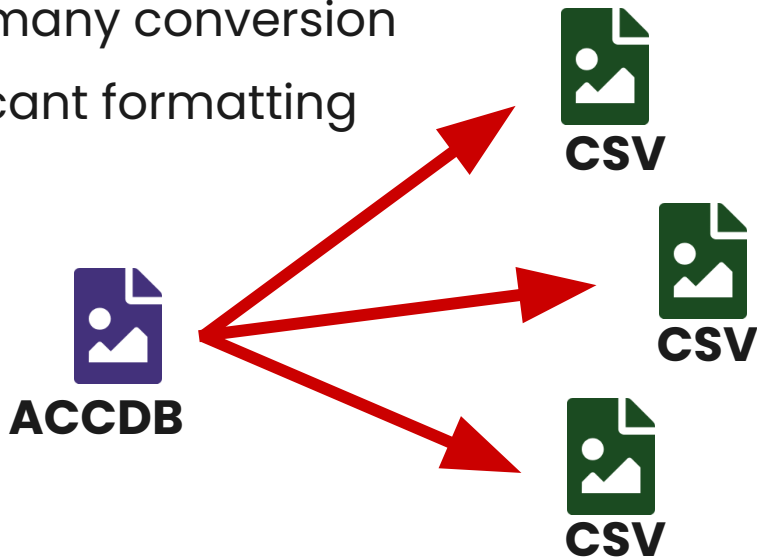 many conversion
cant formatting
CSV
CSV
ACCDB
CSV